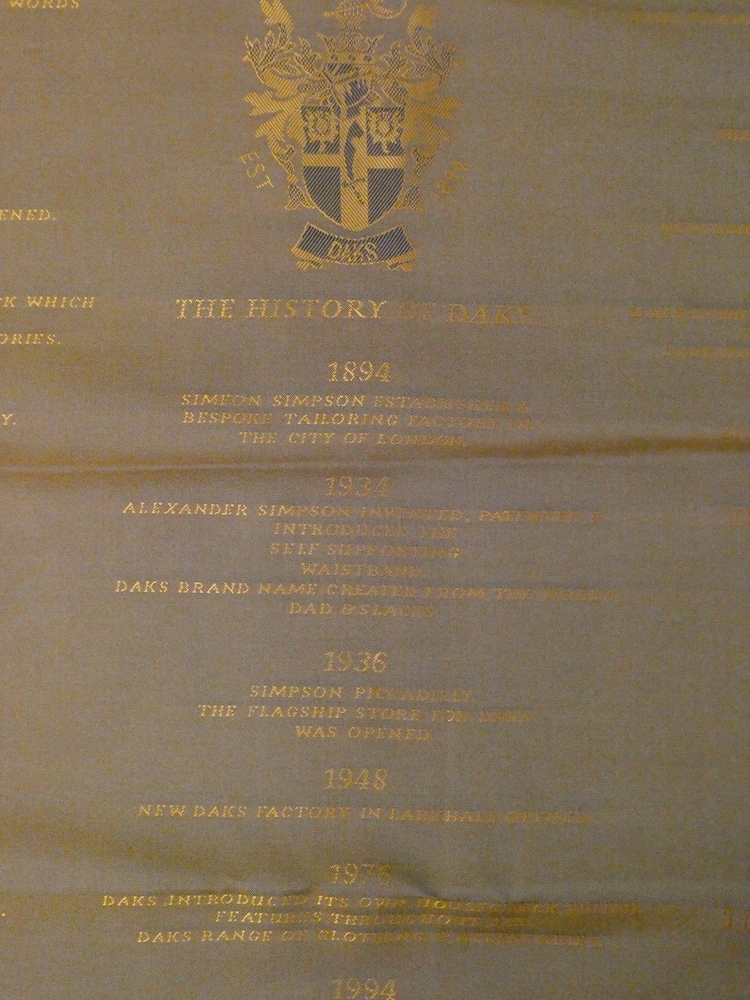 WORDS
ENED.
CK WHICH
ORIES.
Y.
EST
DAKS
THE HISTORY OF DAKS
1894
SIMEON SIMPSON ESTABLISHED A
BESPOKE TAILORING FACTORY IN
THE CITY OF LONDON.
1934
ALEXANDER SIMPSON INVENTED, PATENTED &
INTRODUCED THE
SELF SUPPORTING
WAISTBAND.
DAKS BRAND NAME CREATED FROM THE WORDS
DAD & SLACKS.
1936
SIMPSON PICCADILLY,
THE FLAGSHIP STORE FOR DAKS
WAS OPENED.
1948
NEW DAKS FACTORY IN LARKHALL OPENED.
1976
DAKS INTRODUCED ITS OWN HOUSE CHECK WHICH
FEATURES THROUGHOUT THE
DAKS RANGE OF CLOTHING & ACCESSORIES.
1994